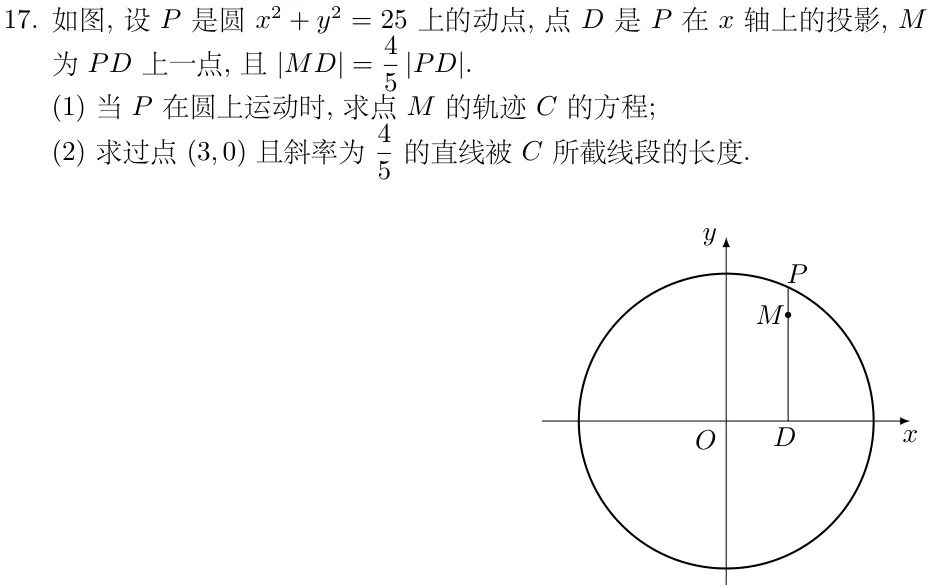 17. 如图, 设 P 是圆 x² + y² = 25 上的动点, 点 D 是 P 在 x 轴上的投影, M
为 PD 上一点, 且 |MD| = 4/5 |PD|.
(1) 当 P 在圆上运动时, 求点 M 的轨迹 C 的方程;
(2) 求过点 (3, 0) 且斜率为 4/5 的直线被 C 所截线段的长度.
y
P
M
O
D
x